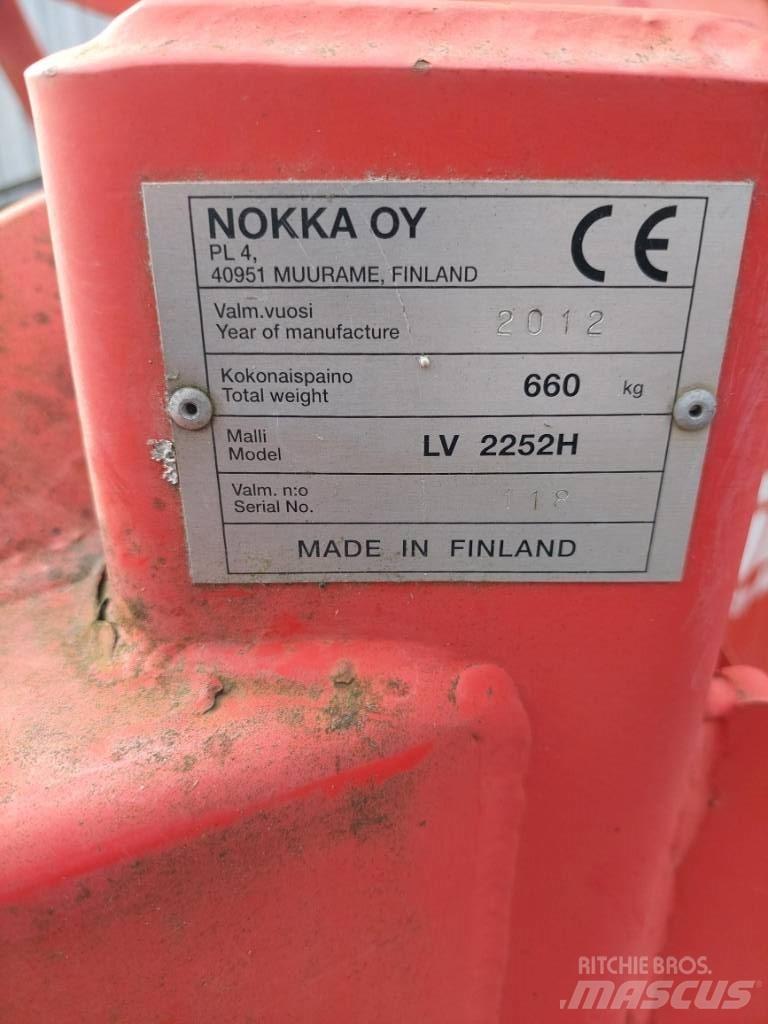 NOKKA OY
PL 4,
40951 MUURAME, FINLAND
CE
Valm.vuosi
Year of manufacture 2012
Kokonaispaino
Total weight 660 kg
Malli
Model LV 2252H
Valm. n:o
Serial No. 118
MADE IN FINLAND
RITCHIE BROS.
MASCUS